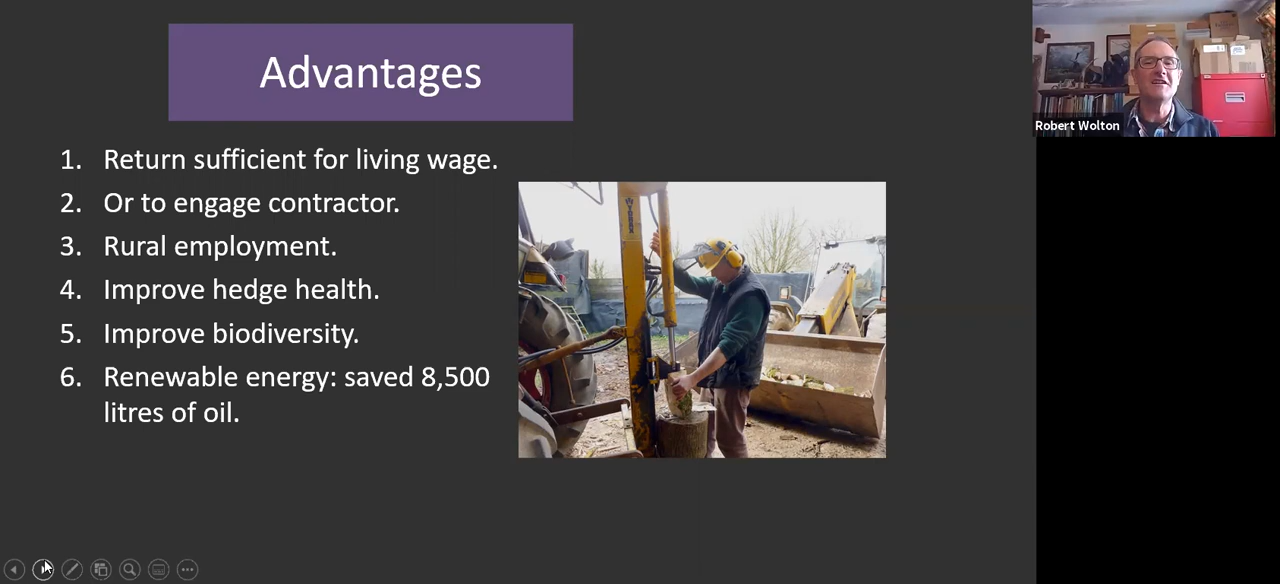 Advantages
1. Return sufficient for living wage.
2. Or to engage contractor.
3. Rural employment.
4. Improve hedge health.
5. Improve biodiversity.
6. Renewable energy: saved 8,500
litres of oil.
Robert Wolton